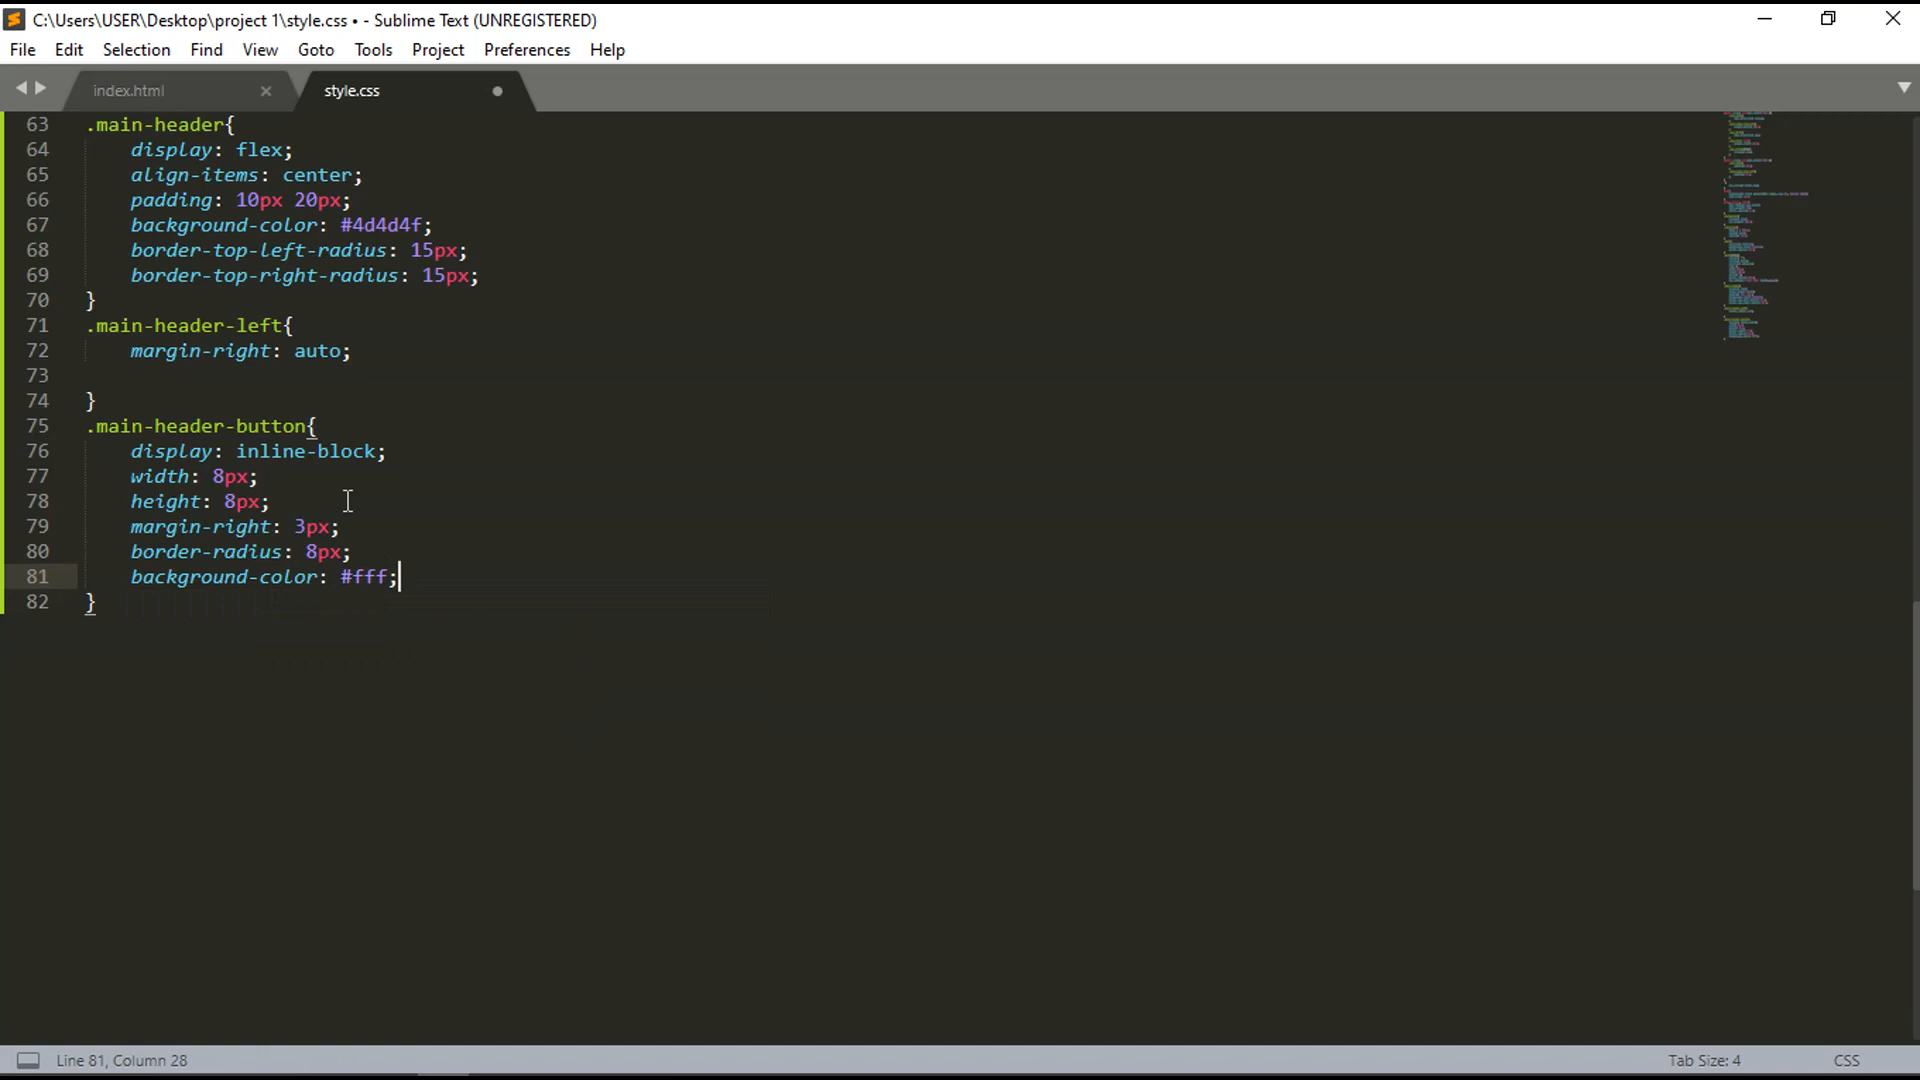 C:\Users\USER\Desktop\project 1\style.css • - Sublime Text (UNREGISTERED)
File Edit Selection Find View Goto Tools Project Preferences Help
index.html style.css
63 .main-header{
64 display: flex;
65 align-items: center;
66 padding: 10px 20px;
67 background-color: #4d4d4f;
68 border-top-left-radius: 15px;
69 border-top-right-radius: 15px;
70 }
71 .main-header-left{
72 margin-right: auto;
73
74 }
75 .main-header-button{
76 display: inline-block;
77 width: 8px;
78 height: 8px;
79 margin-right: 3px;
80 border-radius: 8px;
81 background-color: #fff;
82 }
Line 81, Column 28 Tab Size: 4 CSS